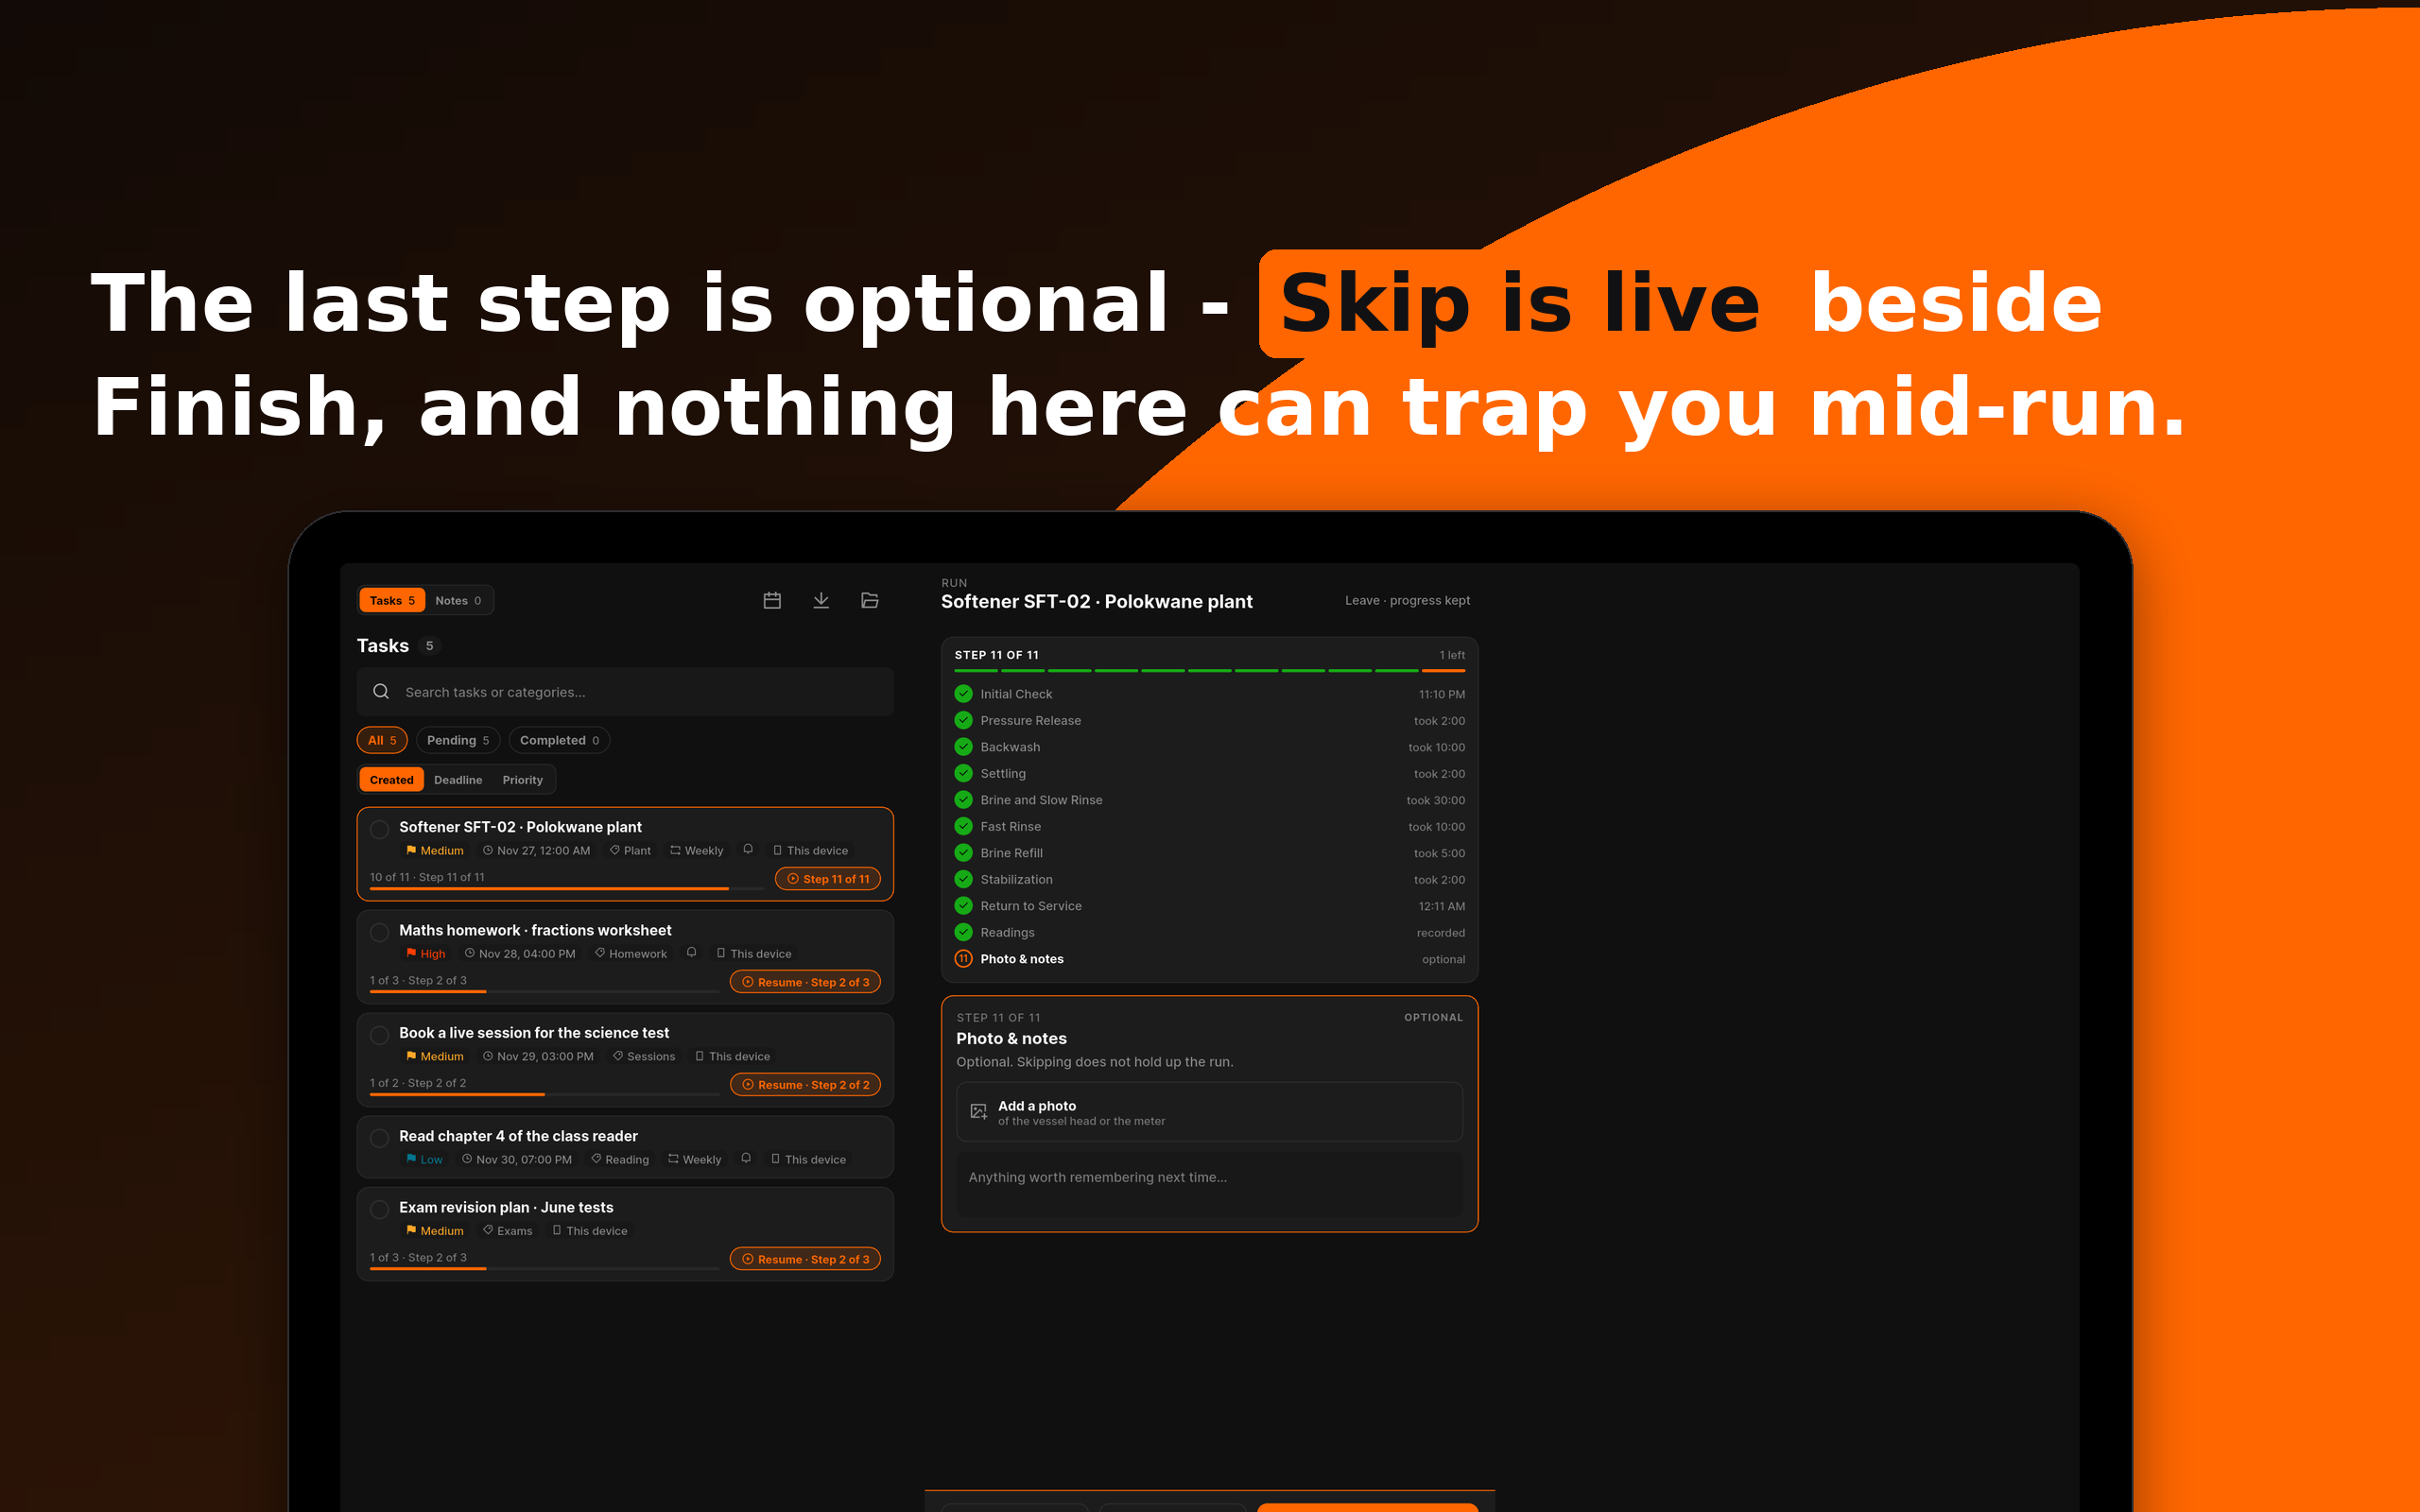 The last step is optional - Skip is live beside
Finish, and nothing here can trap you mid-run.
Tasks 5 Notes 0
Tasks 5
Search tasks or categories...
All 5 Pending 5 Completed 0
Created Deadline Priority
Softener SFT-02 · Polokwane plant
Medium Nov 27, 12:00 AM Plant Weekly This device
10 of 11 · Step 11 of 11 Step 11 of 11
Maths homework · fractions worksheet
High Nov 28, 04:00 PM Homework This device
1 of 3 · Step 2 of 3 Resume · Step 2 of 3
Book a live session for the science test
Medium Nov 29, 03:00 PM Sessions This device
1 of 2 · Step 2 of 2 Resume · Step 2 of 2
Read chapter 4 of the class reader
Low Nov 30, 07:00 PM Reading Weekly This device
Exam revision plan · June tests
Medium Exams This device
1 of 3 · Step 2 of 3 Resume · Step 2 of 3
RUN
Softener SFT-02 · Polokwane plant Leave · progress kept
STEP 11 OF 11 1 left
Initial Check 11:10 PM
Pressure Release took 2:00
Backwash took 10:00
Settling took 2:00
Brine and Slow Rinse took 30:00
Fast Rinse took 10:00
Brine Refill took 5:00
Stabilization took 2:00
Return to Service 12:11 AM
Readings recorded
11 Photo & notes optional
STEP 11 OF 11 OPTIONAL
Photo & notes
Optional. Skipping does not hold up the run.
Add a photo
of the vessel head or the meter
Anything worth remembering next time...